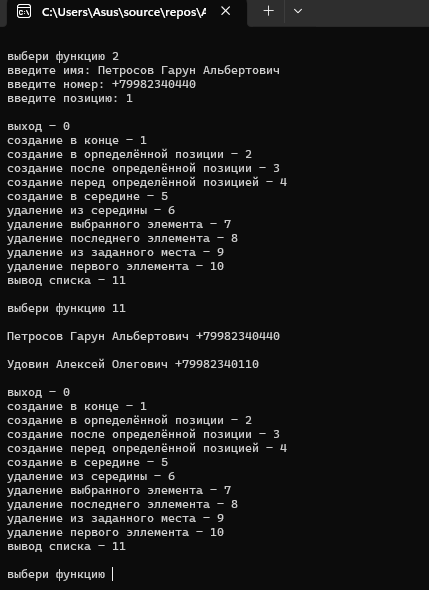 C:\Users\Asus\source\repos\A
выбери функцию 2
введите имя: Петросов Гарун Альбертович
введите номер: +79982340440
введите позицию: 1
выход - 0
создание в конце - 1
создание в орпеделённой позиции - 2
создание после определённой позиции - 3
создание перед определённой позицией - 4
создание в середине - 5
удаление из середины - 6
удаление выбранного элемента - 7
удаление последнего эллемента - 8
удаление из заданного места - 9
удаление первого эллемента - 10
вывод списка - 11
выбери функцию 11
Петросов Гарун Альбертович +79982340440
Удовин Алексей Олегович +79982340110
выход - 0
создание в конце - 1
создание в орпеделённой позиции - 2
создание после определённой позиции - 3
создание перед определённой позицией - 4
создание в середине - 5
удаление из середины - 6
удаление выбранного элемента - 7
удаление последнего эллемента - 8
удаление из заданного места - 9
удаление первого эллемента - 10
вывод списка - 11
выбери функцию